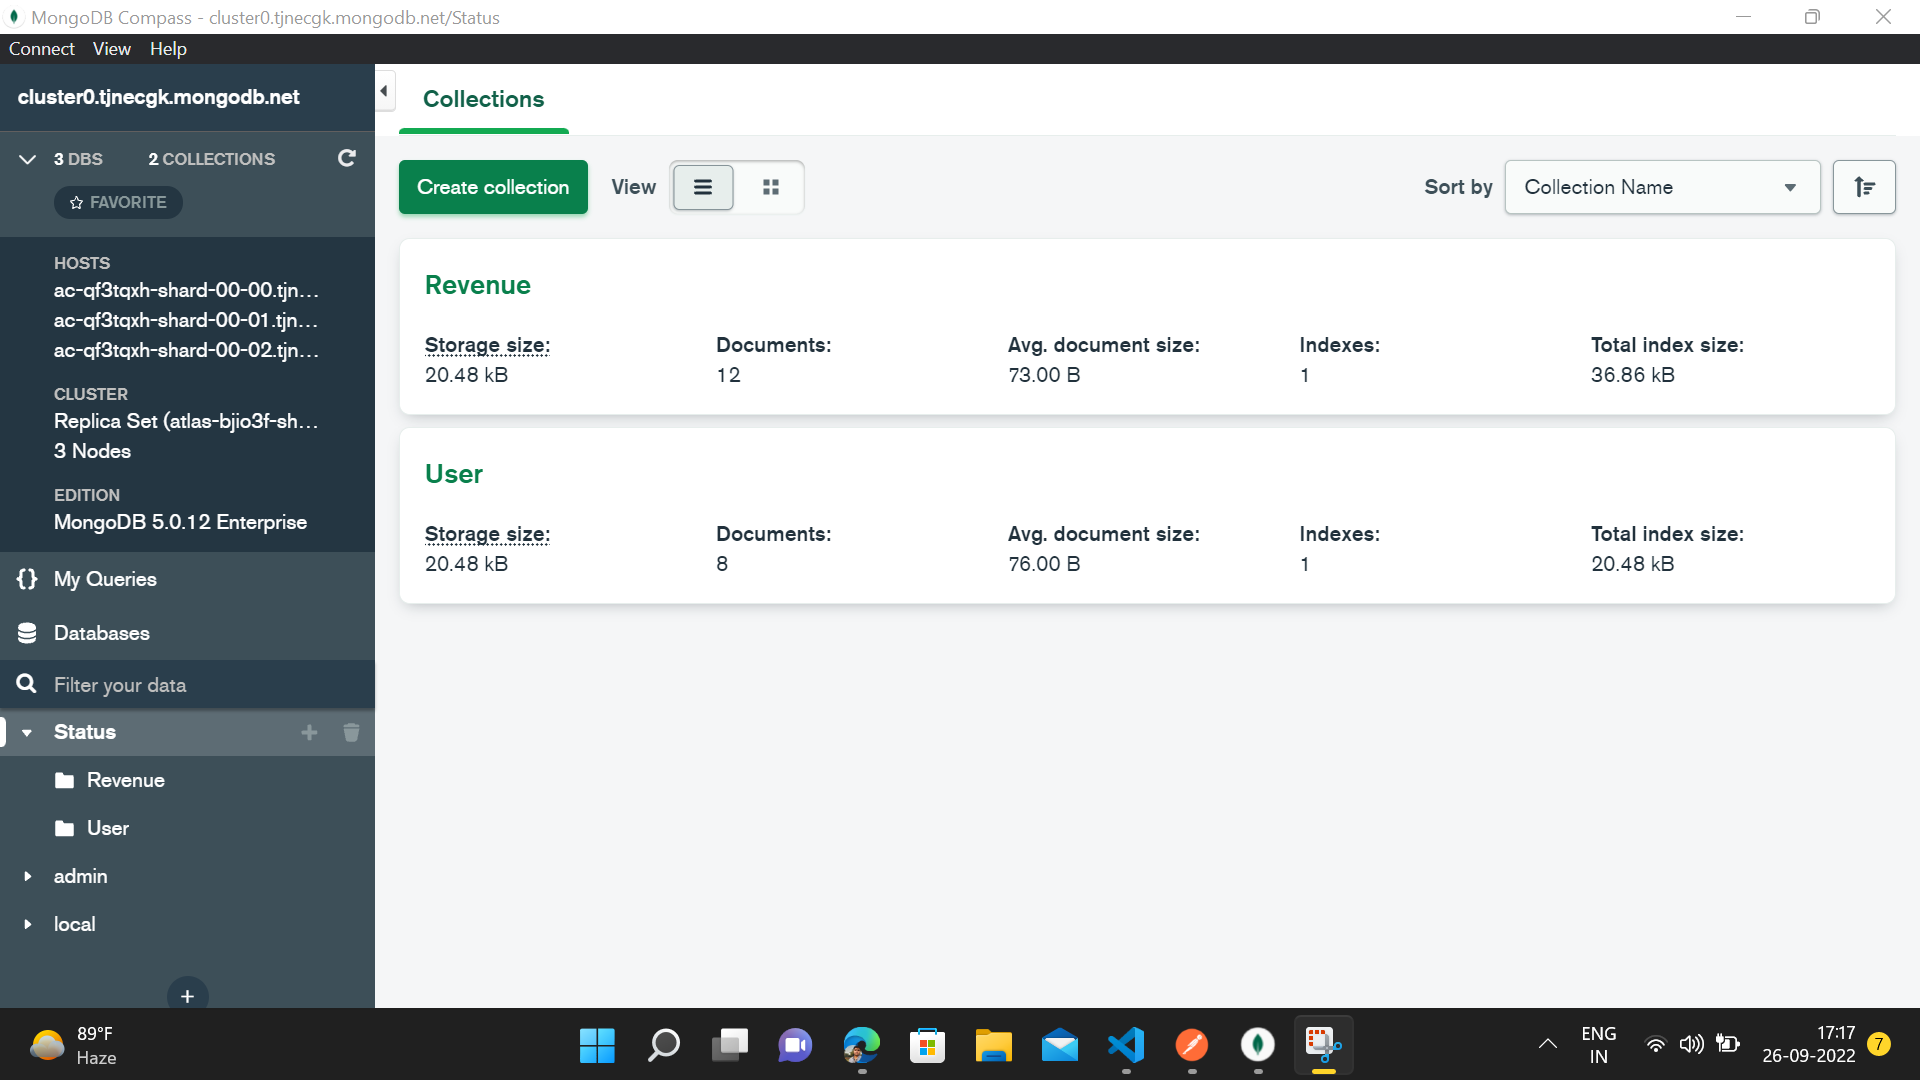 MongoDB Compass - cluster0.tjnecgk.mongodb.net/Status
Connect View Help
cluster0.tjnecgk.mongodb.net
3 DBS 2 COLLECTIONS
FAVORITE
HOSTS
ac-qf3tqxh-shard-00-00.tjn...
ac-qf3tqxh-shard-00-01.tjn...
ac-qf3tqxh-shard-00-02.tjn...
CLUSTER
Replica Set (atlas-bjio3f-sh...
3 Nodes
EDITION
MongoDB 5.0.12 Enterprise
{} My Queries
Databases
Filter your data
Status
Revenue
User
admin
local
+
Collections
Create collection View Sort by Collection Name
Revenue
Storage size: Documents: Avg. document size: Indexes: Total index size:
20.48 kB 12 73.00 B 1 36.86 kB
User
Storage size: Documents: Avg. document size: Indexes: Total index size:
20.48 kB 8 76.00 B 1 20.48 kB
89°F
Haze
ENG
IN
17:17
26-09-2022
7